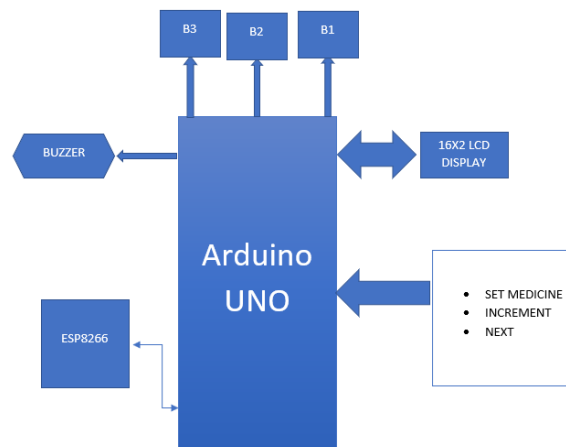 B3
B2
B1
BUZZER
16X2 LCD
DISPLAY
Arduino
UNO
• SET MEDICINE
• INCREMENT
• NEXT
ESP8266